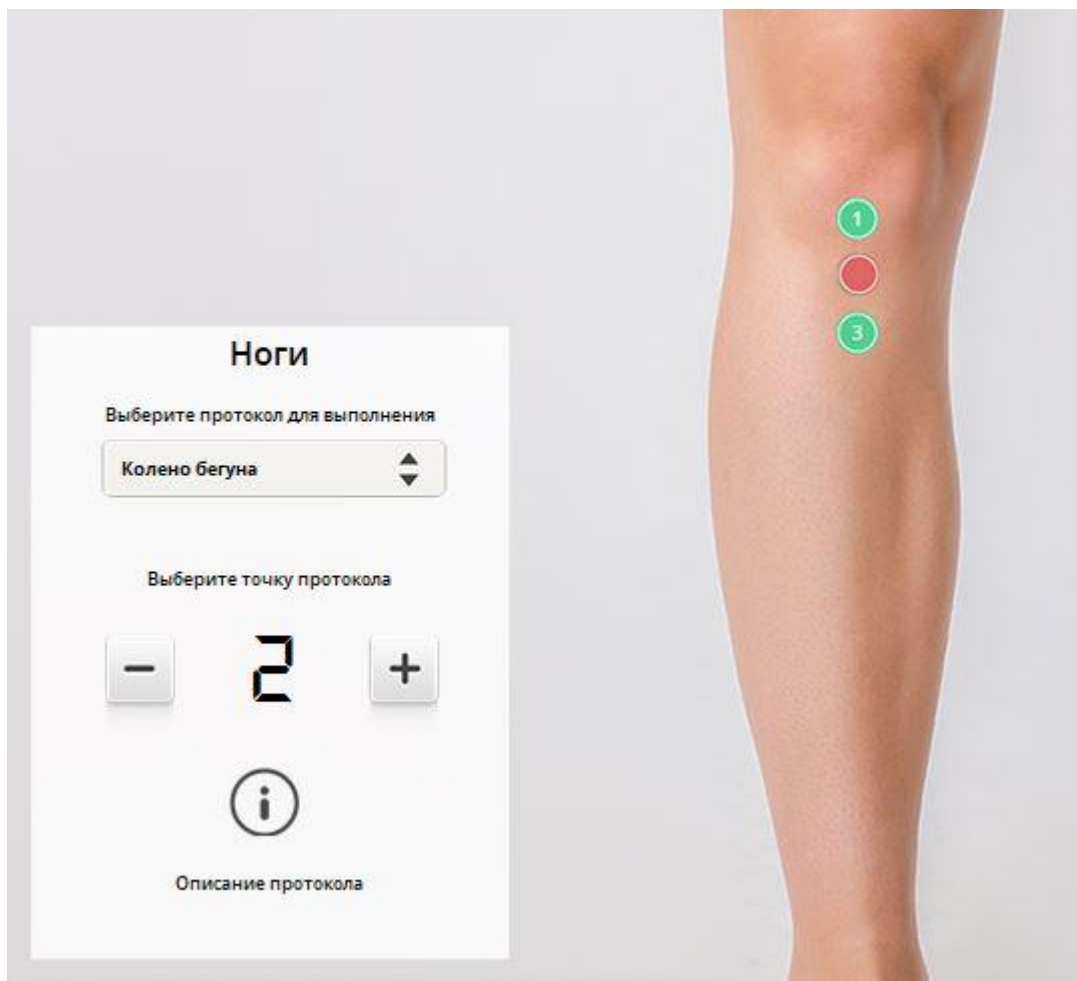 Ноги
Выберите протокол для выполнения
Колено бегуна
Выберите точку протокола
− 2 +
i
Описание протокола
1
3